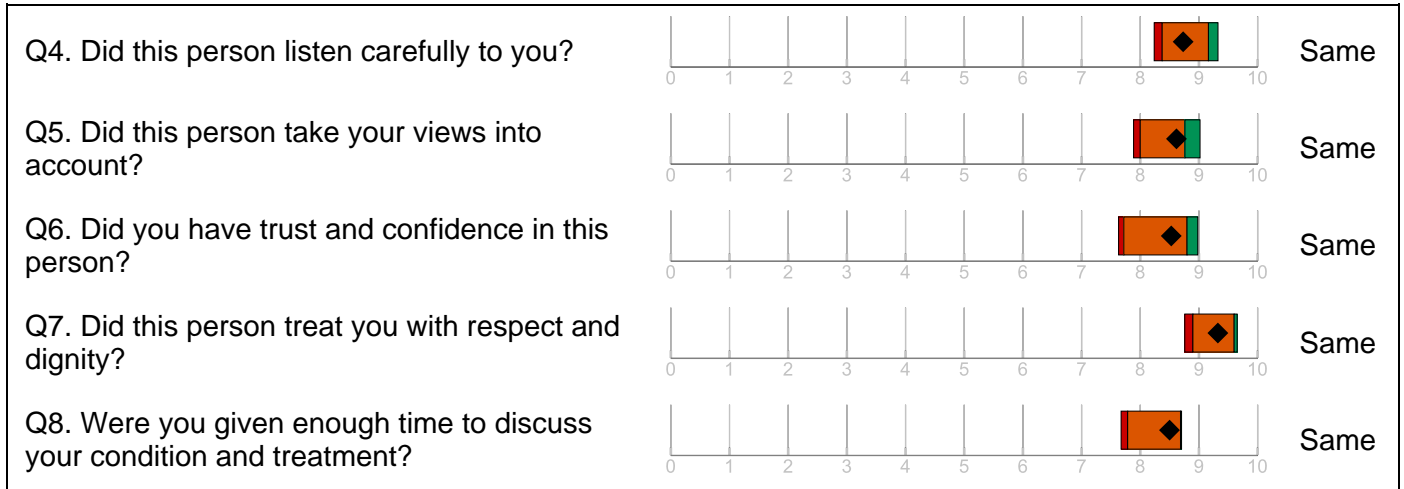 Q4. Did this person listen carefully to you?
0 1 2 3 4 5 6 7 8 9 10
Same
Q5. Did this person take your views into
account?
0 1 2 3 4 5 6 7 8 9 10
Same
Q6. Did you have trust and confidence in this
person?
0 1 2 3 4 5 6 7 8 9 10
Same
Q7. Did this person treat you with respect and
dignity?
0 1 2 3 4 5 6 7 8 9 10
Same
Q8. Were you given enough time to discuss
your condition and treatment?
0 1 2 3 4 5 6 7 8 9 10
Same